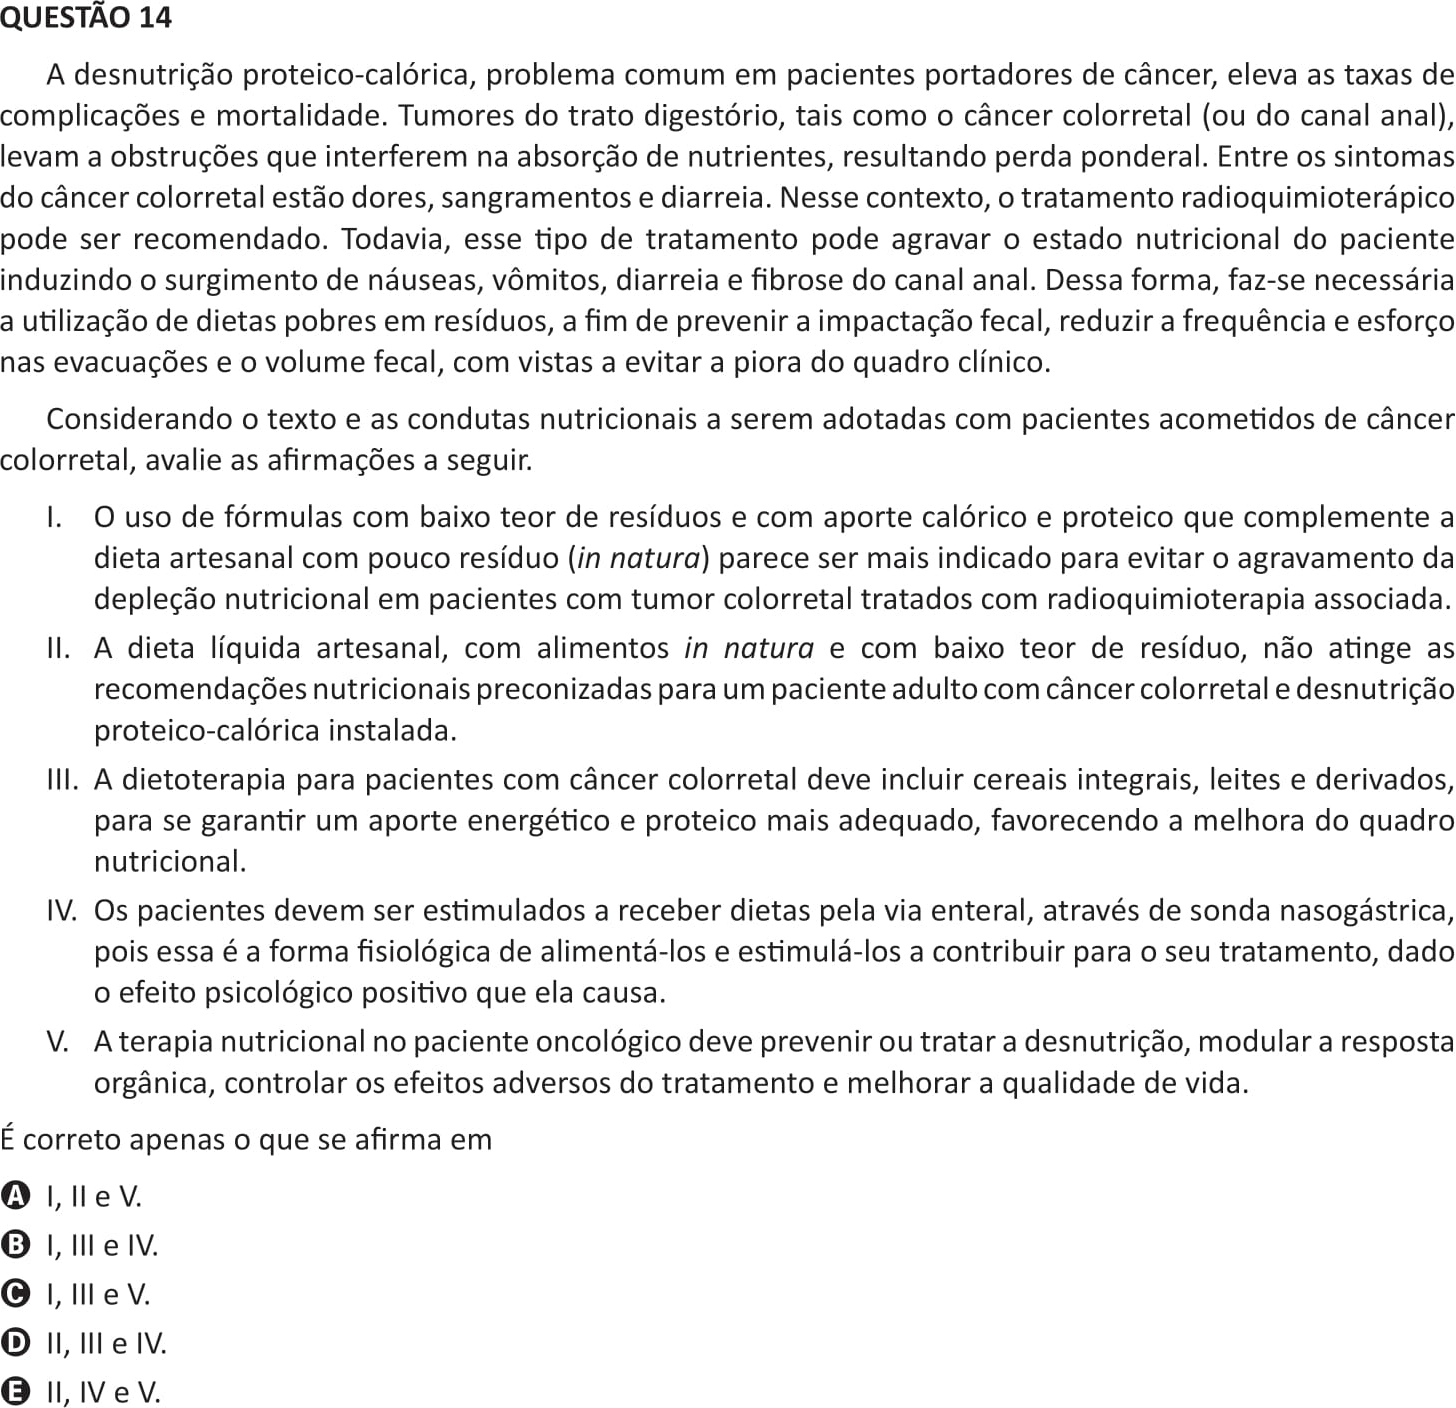 QUESTÃO 14
A desnutrição proteico-calórica, problema comum em pacientes portadores de câncer, eleva as taxas de
complicações e mortalidade. Tumores do trato digestório, tais como o câncer colorretal (ou do canal anal),
levam a obstruções que interferem na absorção de nutrientes, resultando perda ponderal. Entre os sintomas
do câncer colorretal estão dores, sangramentos e diarreia. Nesse contexto, o tratamento radioquimioterápico
pode ser recomendado. Todavia, esse tipo de tratamento pode agravar o estado nutricional do paciente
induzindo o surgimento de náuseas, vômitos, diarreia e fibrose do canal anal. Dessa forma, faz-se necessária
a utilização de dietas pobres em resíduos, a fim de prevenir a impactação fecal, reduzir a frequência e esforço
nas evacuações e o volume fecal, com vistas a evitar a piora do quadro clínico.
Considerando o texto e as condutas nutricionais a serem adotadas com pacientes acometidos de câncer
colorretal, avalie as afirmações a seguir.
I. O uso de fórmulas com baixo teor de resíduos e com aporte calórico e proteico que complemente a
dieta artesanal com pouco resíduo (in natura) parece ser mais indicado para evitar o agravamento da
depleção nutricional em pacientes com tumor colorretal tratados com radioquimioterapia associada.
II. A dieta líquida artesanal, com alimentos in natura e com baixo teor de resíduo, não atinge as
recomendações nutricionais preconizadas para um paciente adulto com câncer colorretal e desnutrição
proteico-calórica instalada.
III. A dietoterapia para pacientes com câncer colorretal deve incluir cereais integrais, leites e derivados,
para se garantir um aporte energético e proteico mais adequado, favorecendo a melhora do quadro
nutricional.
IV. Os pacientes devem ser estimulados a receber dietas pela via enteral, através de sonda nasogástrica,
pois essa é a forma fisiológica de alimentá-los e estimulá-los a contribuir para o seu tratamento, dado
o efeito psicológico positivo que ela causa.
V. A terapia nutricional no paciente oncológico deve prevenir ou tratar a desnutrição, modular a resposta
orgânica, controlar os efeitos adversos do tratamento e melhorar a qualidade de vida.
É correto apenas o que se afirma em
A I, II e V.
B I, III e IV.
C I, III e V.
D II, III e IV.
E II, IV e V.